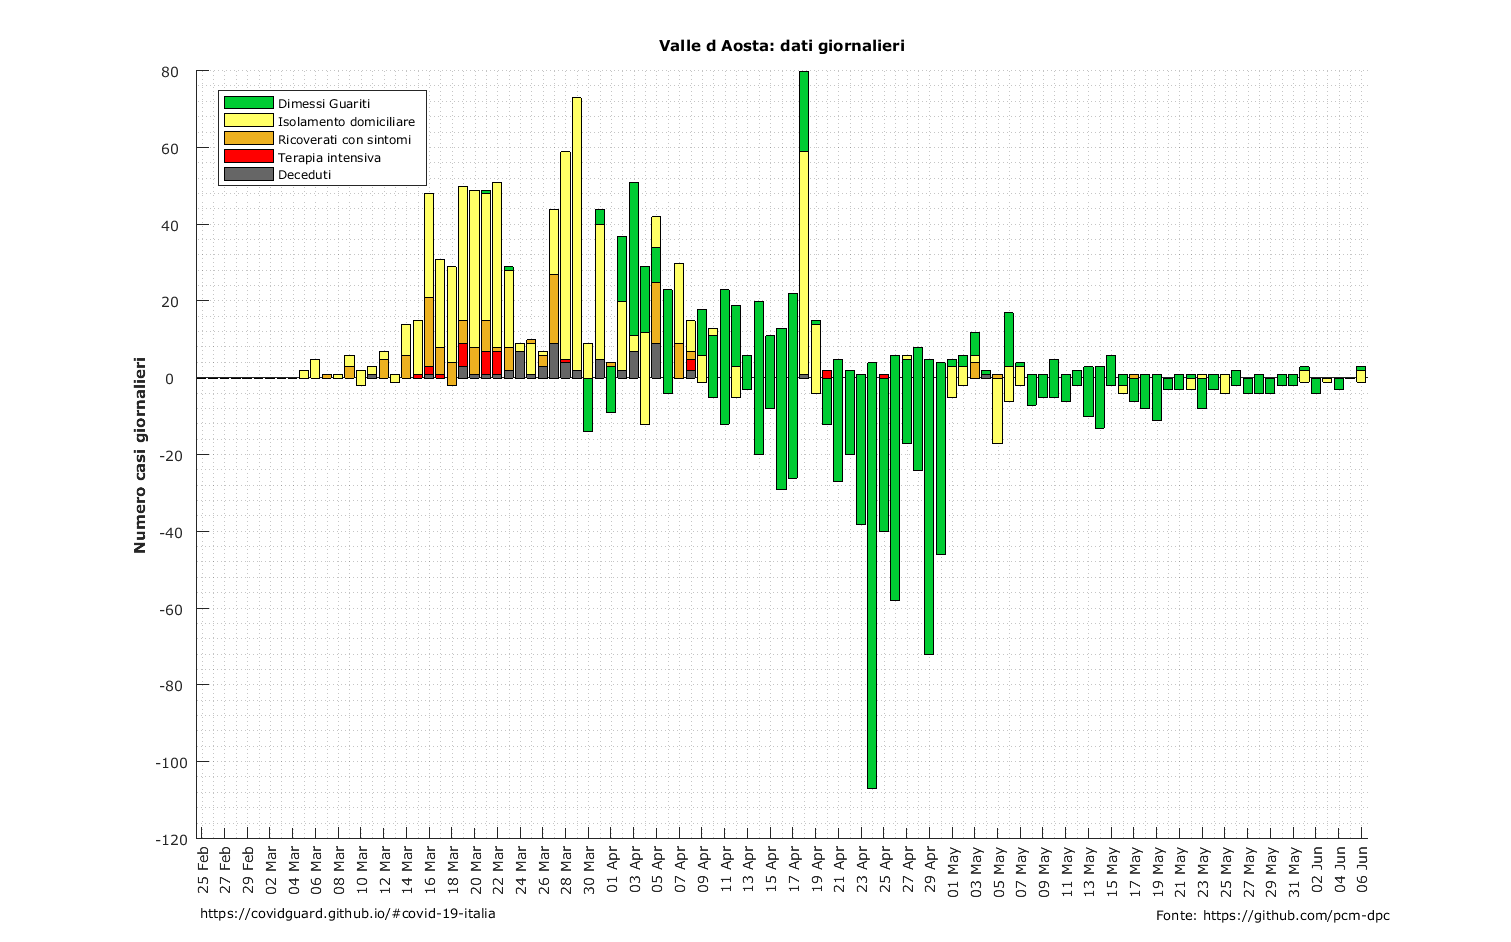 Valle d Aosta: dati giornalieri
Dimessi Guariti
Isolamento domiciliare
Ricoverati con sintomi
Terapia intensiva
Deceduti
Numero casi giornalieri
80
60
40
20
0
-20
-40
-60
-80
-100
-120
25 Feb
27 Feb
29 Feb
02 Mar
04 Mar
06 Mar
08 Mar
10 Mar
12 Mar
14 Mar
16 Mar
18 Mar
20 Mar
22 Mar
24 Mar
26 Mar
28 Mar
30 Mar
01 Apr
03 Apr
05 Apr
07 Apr
09 Apr
11 Apr
13 Apr
15 Apr
17 Apr
19 Apr
21 Apr
23 Apr
25 Apr
27 Apr
29 Apr
01 May
03 May
05 May
07 May
09 May
11 May
13 May
15 May
17 May
19 May
21 May
23 May
25 May
27 May
29 May
31 May
02 Jun
04 Jun
06 Jun
https://covidguard.github.io/#covid-19-italia
Fonte: https://github.com/pcm-dpc